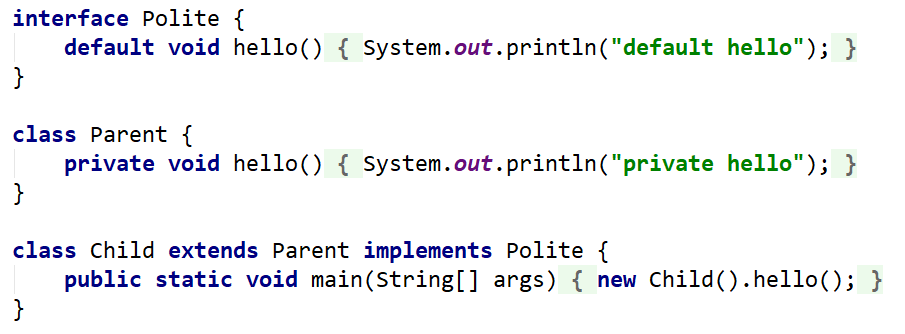 interface Polite {
    default void hello() { System.out.println("default hello"); }
}

class Parent {
    private void hello() { System.out.println("private hello"); }
}

class Child extends Parent implements Polite {
    public static void main(String[] args) { new Child().hello(); }
}